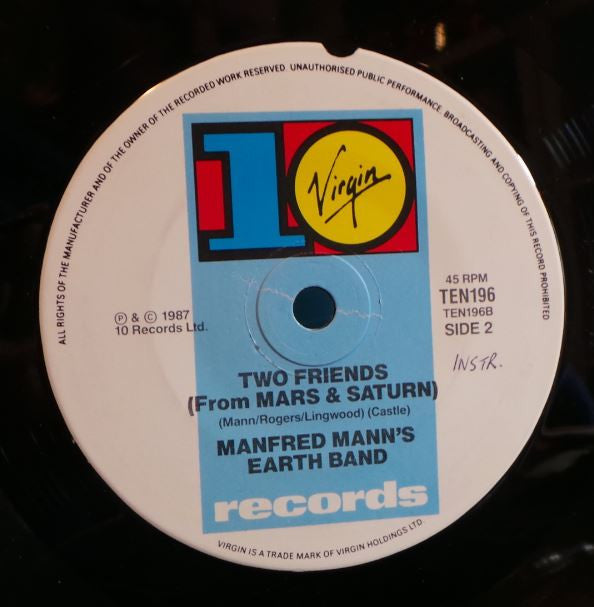 ALL RIGHTS OF THE MANUFACTURER AND OF THE OWNER OF THE RECORDED WORK RESERVED. UNAUTHORISED PUBLIC PERFORMANCE, BROADCASTING AND COPYING OF THIS RECORD PROHIBITED
10
Virgin
45 RPM
TEN196
TEN196B
SIDE 2
INSTR.
℗ & © 1987
10 Records Ltd.
TWO FRIENDS
(From MARS & SATURN)
(Mann/Rogers/Lingwood) (Castle)
MANFRED MANN'S
EARTH BAND
records
VIRGIN IS A TRADE MARK OF VIRGIN HOLDINGS LTD.